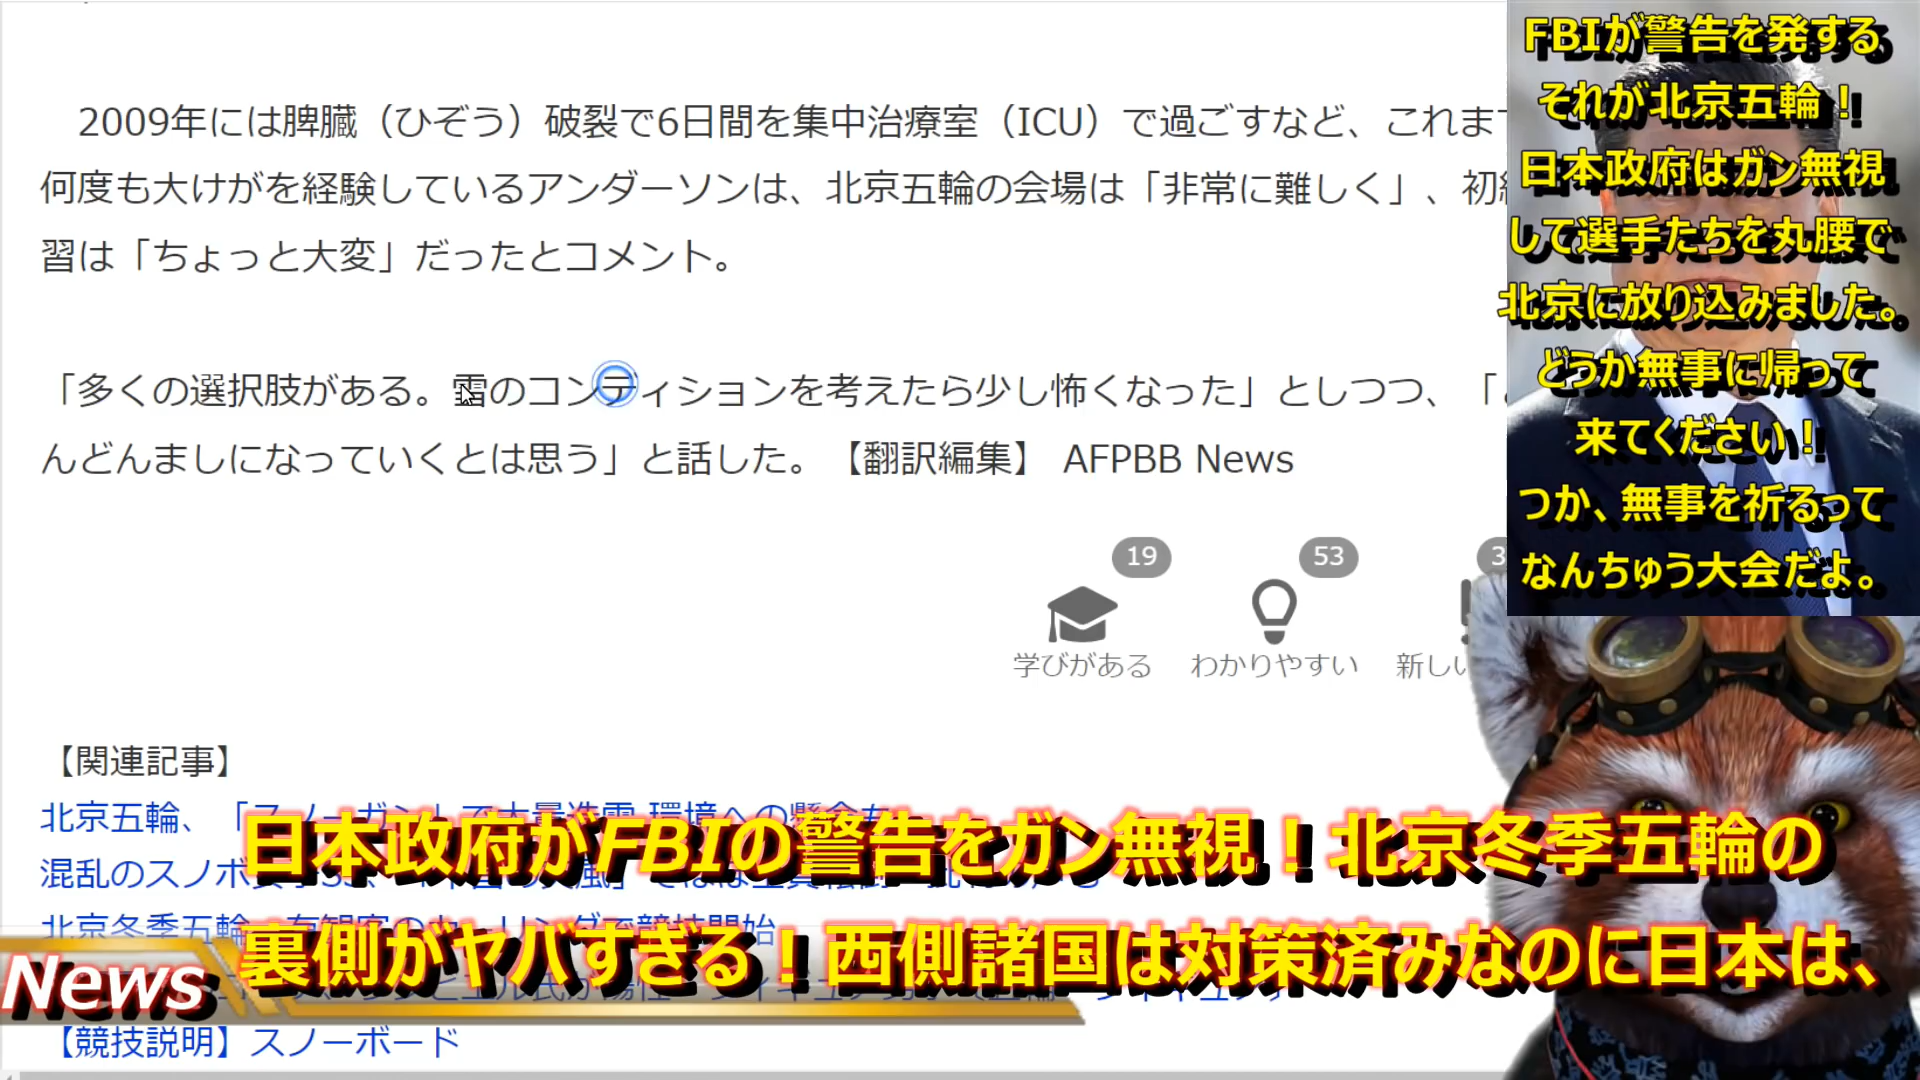 2009年には脾臓（ひぞう）破裂で6日間を集中治療室（ICU）で過ごすなど、これまで
何度も大けがを経験しているアンダーソンは、北京五輪の会場は「非常に難しく」、初
習は「ちょっと大変」だったとコメント。
「多くの選択肢がある。雪のコンディションを考えたら少し怖くなった」としつつ、「
んどんましになっていくとは思う」と話した。【翻訳編集】 AFPBB News
19
53
3
学びがある
わかりやすい
新しい
【関連記事】
北京五輪、
【競技説明】スノーボード
FBIが警告を発する
それが北京五輪！
日本政府はガン無視
して選手たちを丸腰で
北京に放り込みました。
どうか無事に帰って
来てください！
つか、無事を祈るって
なんちゅう大会だよ。
日本政府がFBIの警告をガン無視！北京冬季五輪の
裏側がヤバすぎる！西側諸国は対策済みなのに日本は、
News